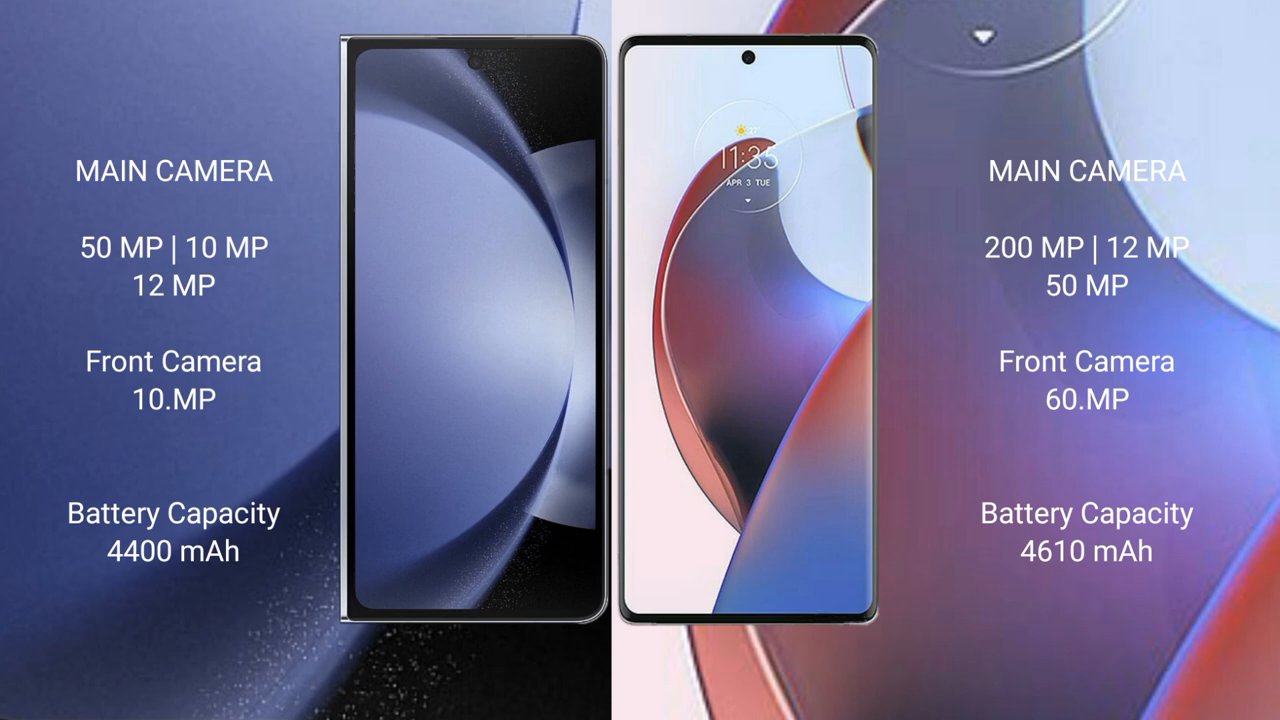 MAIN CAMERA
50 MP | 10 MP
12 MP
Front Camera
10.MP
Battery Capacity
4400 mAh
11:35
APR 3 TUE
MAIN CAMERA
200 MP | 12 MP
50 MP
Front Camera
60.MP
Battery Capacity
4610 mAh